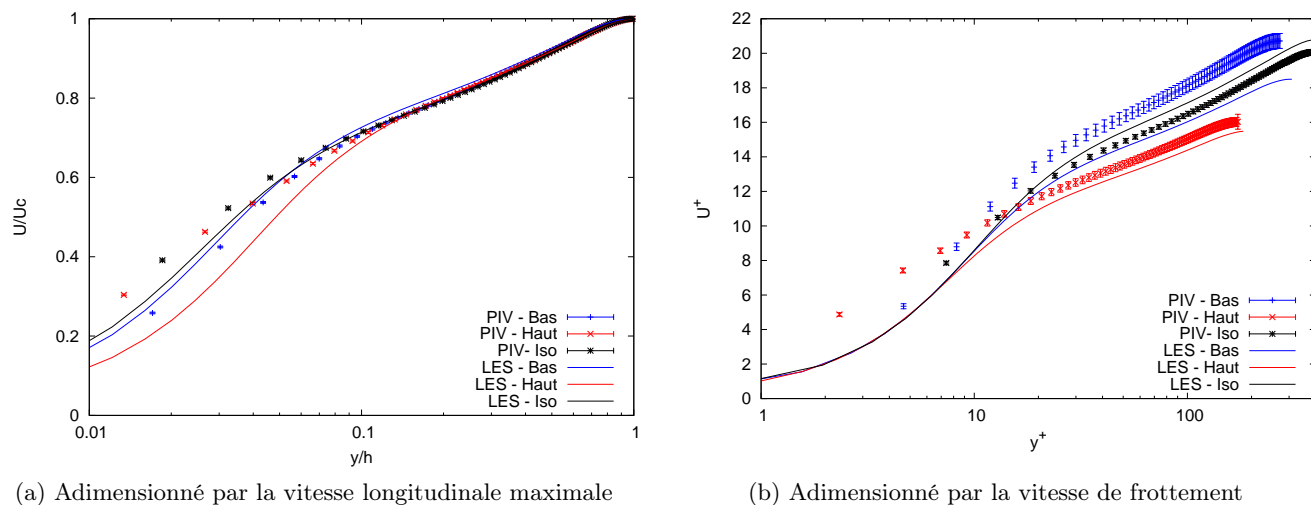 1
0.8
0.6
0.4
0.2
0
0.01
0.1
1
U/Uc
y/h
PIV - Bas
PIV - Haut
PIV- Iso
LES - Bas
LES - Haut
LES - Iso
(a) Adimensionné par la vitesse longitudinale maximale
22
20
18
16
14
12
10
8
6
4
2
0
1
10
100
U+
y+
PIV - Bas
PIV - Haut
PIV - Iso
LES - Bas
LES - Haut
LES - Iso
(b) Adimensionné par la vitesse de frottement